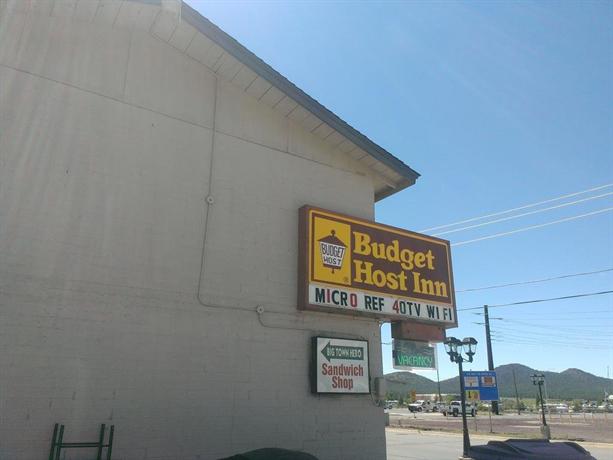 BUDGET
HOST
Budget
Host Inn
MICRO REF 40TV WIFI
VACANCY
BIG TOWN HERO
Sandwich
Shop